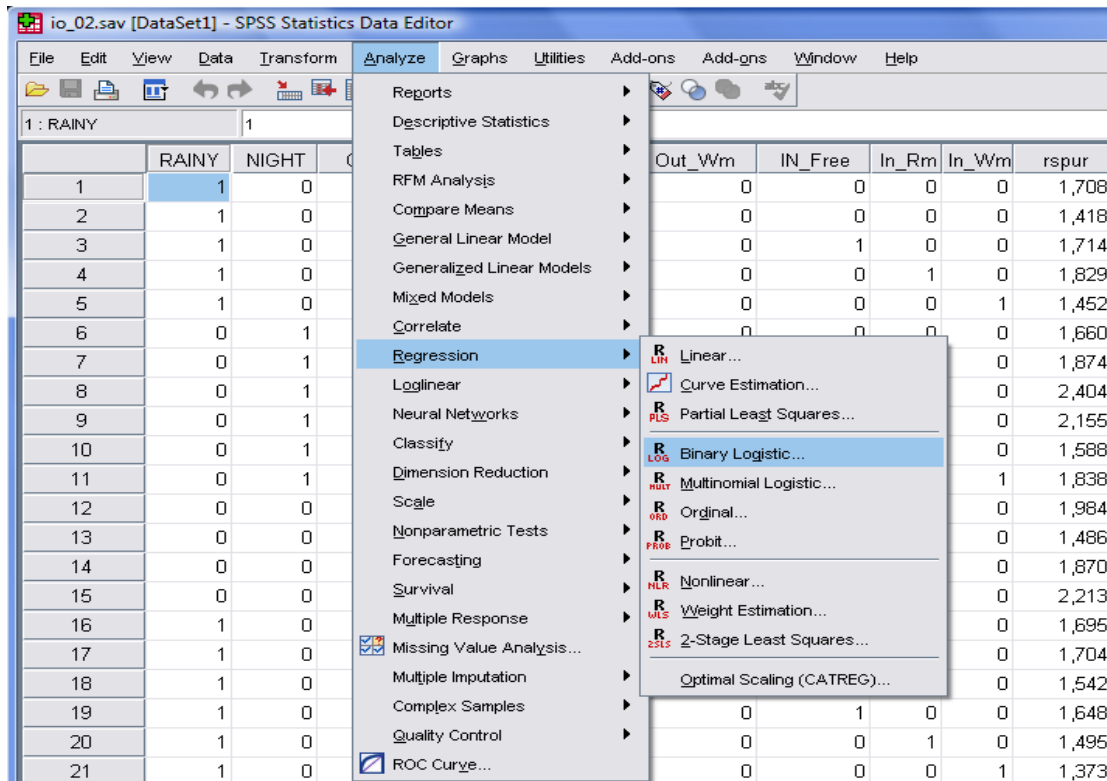 io_02.sav [DataSet1] - SPSS Statistics Data Editor
File Edit View Data Transform Analyze Graphs Utilities Add-ons Add-ons Window Help
1 : RAINY 1
RAINY NIGHT Out_Wm IN_Free In_Rm In_Wm rspur
1 1 0 0 0 0 0 1,708
2 1 0 0 0 0 0 1,418
3 1 0 0 1 0 0 1,714
4 1 0 0 0 1 0 1,829
5 1 0 0 0 0 1 1,452
6 0 1 0 0 0 0 1,660
7 0 1 0 1,874
8 0 1 0 2,404
9 0 1 0 2,155
10 0 1 0 1,588
11 0 1 1 1,838
12 0 0 0 1,984
13 0 0 0 1,486
14 0 0 0 1,870
15 0 0 0 2,213
16 1 0 0 1,695
17 1 0 0 1,704
18 1 0 0 1,542
19 1 0 0 1 0 0 1,648
20 1 0 0 0 1 0 1,495
21 1 0 0 0 0 1 1,373
Reports
Descriptive Statistics
Tables
RFM Analysis
Compare Means
General Linear Model
Generalized Linear Models
Mixed Models
Correlate
Regression
Loglinear
Neural Networks
Classify
Dimension Reduction
Scale
Nonparametric Tests
Forecasting
Survival
Multiple Response
Missing Value Analysis...
Multiple Imputation
Complex Samples
Quality Control
ROC Curve...
R LIN Linear...
Curve Estimation...
R PLS Partial Least Squares...
R LOG Binary Logistic...
R MULT Multinomial Logistic...
R ORD Ordinal...
R PROB Probit...
R NLR Nonlinear...
R WLS Weight Estimation...
R 2SLS 2-Stage Least Squares...
Optimal Scaling (CATREG)...